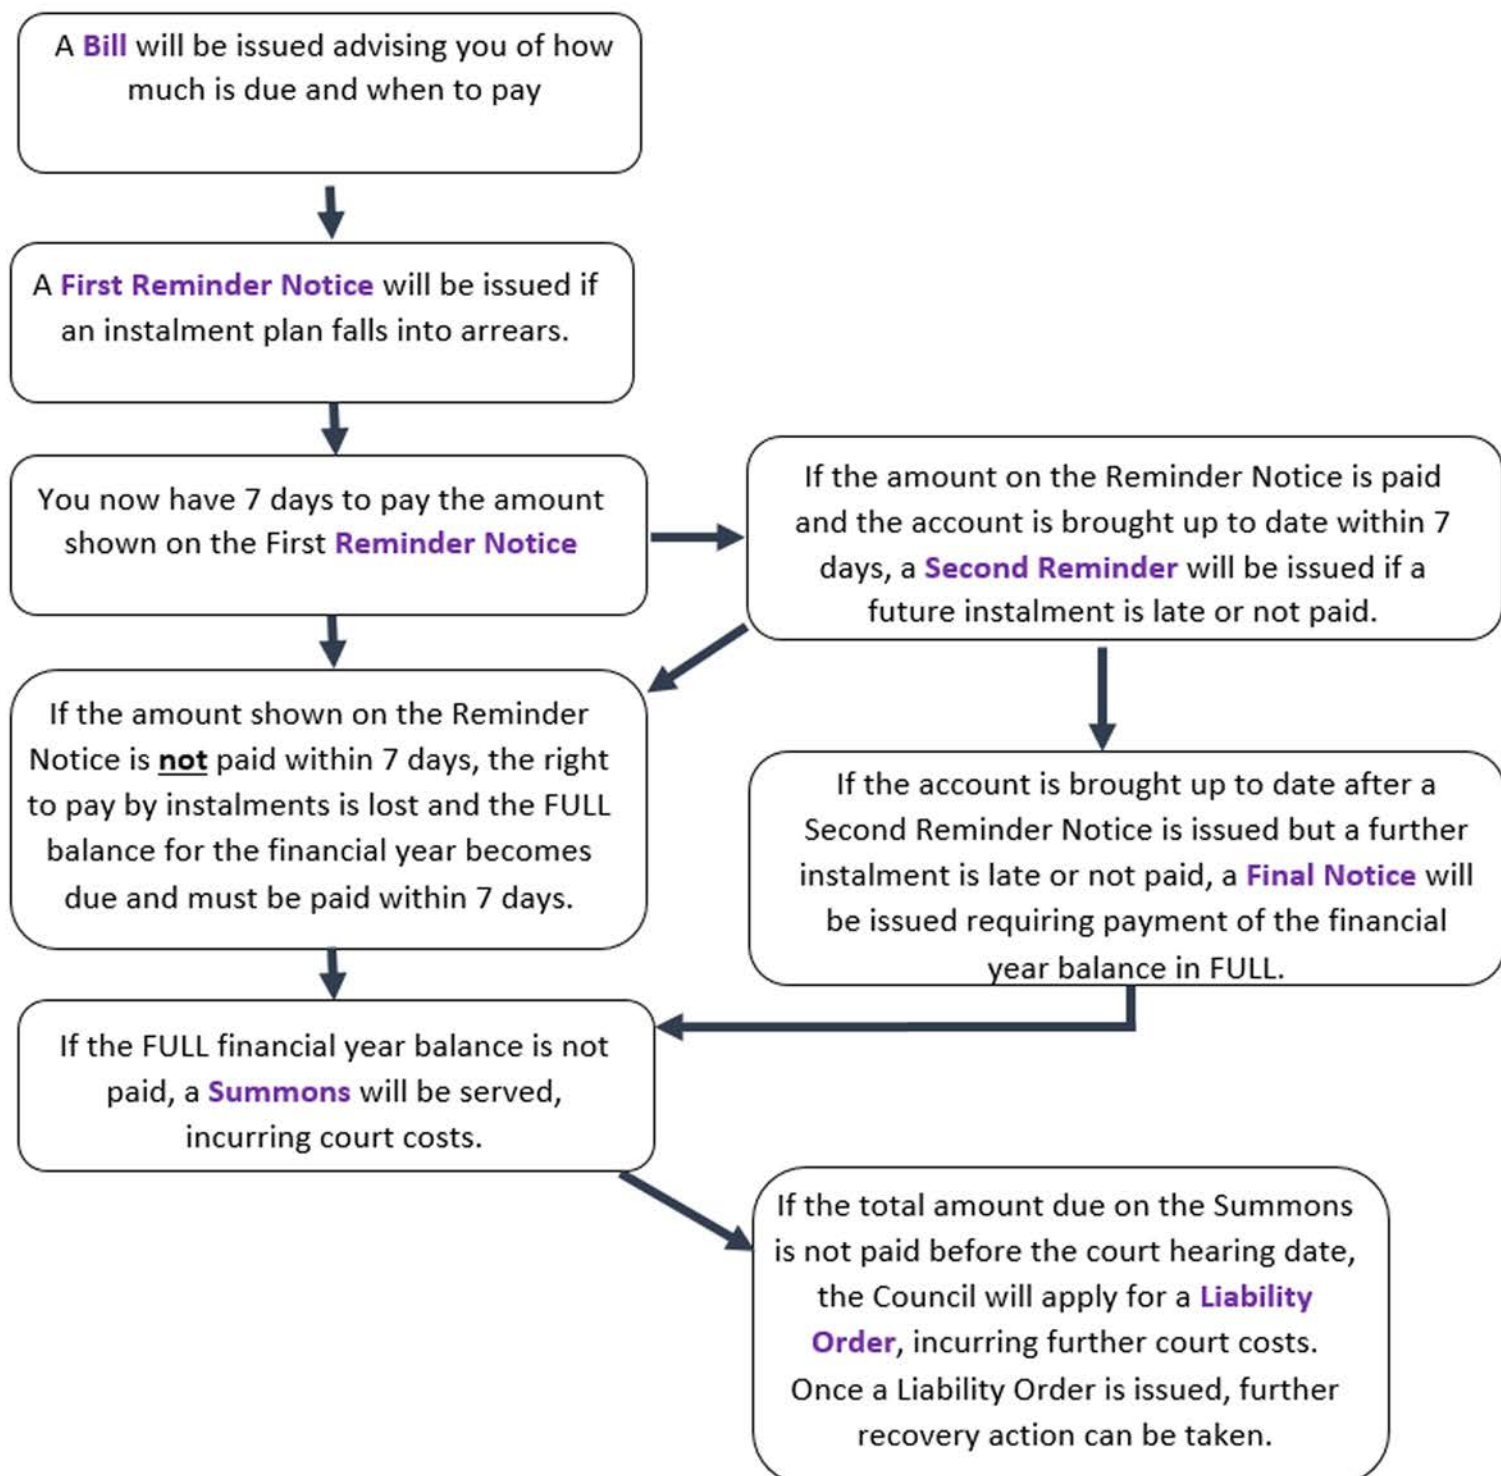 A Bill will be issued advising you of how
much is due and when to pay
A First Reminder Notice will be issued if
an instalment plan falls into arrears.
You now have 7 days to pay the amount
shown on the First Reminder Notice
If the amount on the Reminder Notice is paid
and the account is brought up to date within 7
days, a Second Reminder will be issued if a
future instalment is late or not paid.
If the amount shown on the Reminder
Notice is not paid within 7 days, the right
to pay by instalments is lost and the FULL
balance for the financial year becomes
due and must be paid within 7 days.
If the account is brought up to date after a
Second Reminder Notice is issued but a further
instalment is late or not paid, a Final Notice will
be issued requiring payment of the financial
year balance in FULL.
If the FULL financial year balance is not
paid, a Summons will be served,
incurring court costs.
If the total amount due on the Summons
is not paid before the court hearing date,
the Council will apply for a Liability
Order, incurring further court costs.
Once a Liability Order is issued, further
recovery action can be taken.